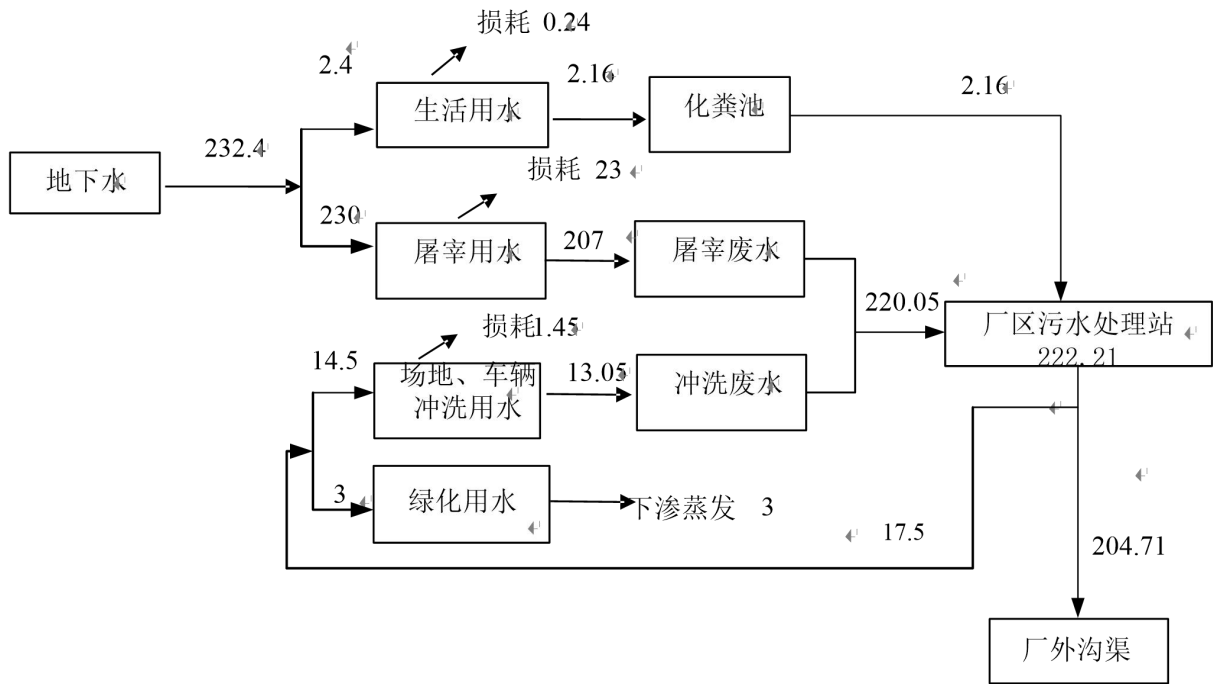 损耗 0.24
2.4
生活用水
2.16
化粪池
2.16
地下水
232.4
损耗 23
230
屠宰用水
207
屠宰废水
220.05
厂区污水处理站
222.21
损耗1.45
14.5
场地、车辆
冲洗用水
13.05
冲洗废水
3
绿化用水
下渗蒸发 3
17.5
204.71
厂外沟渠